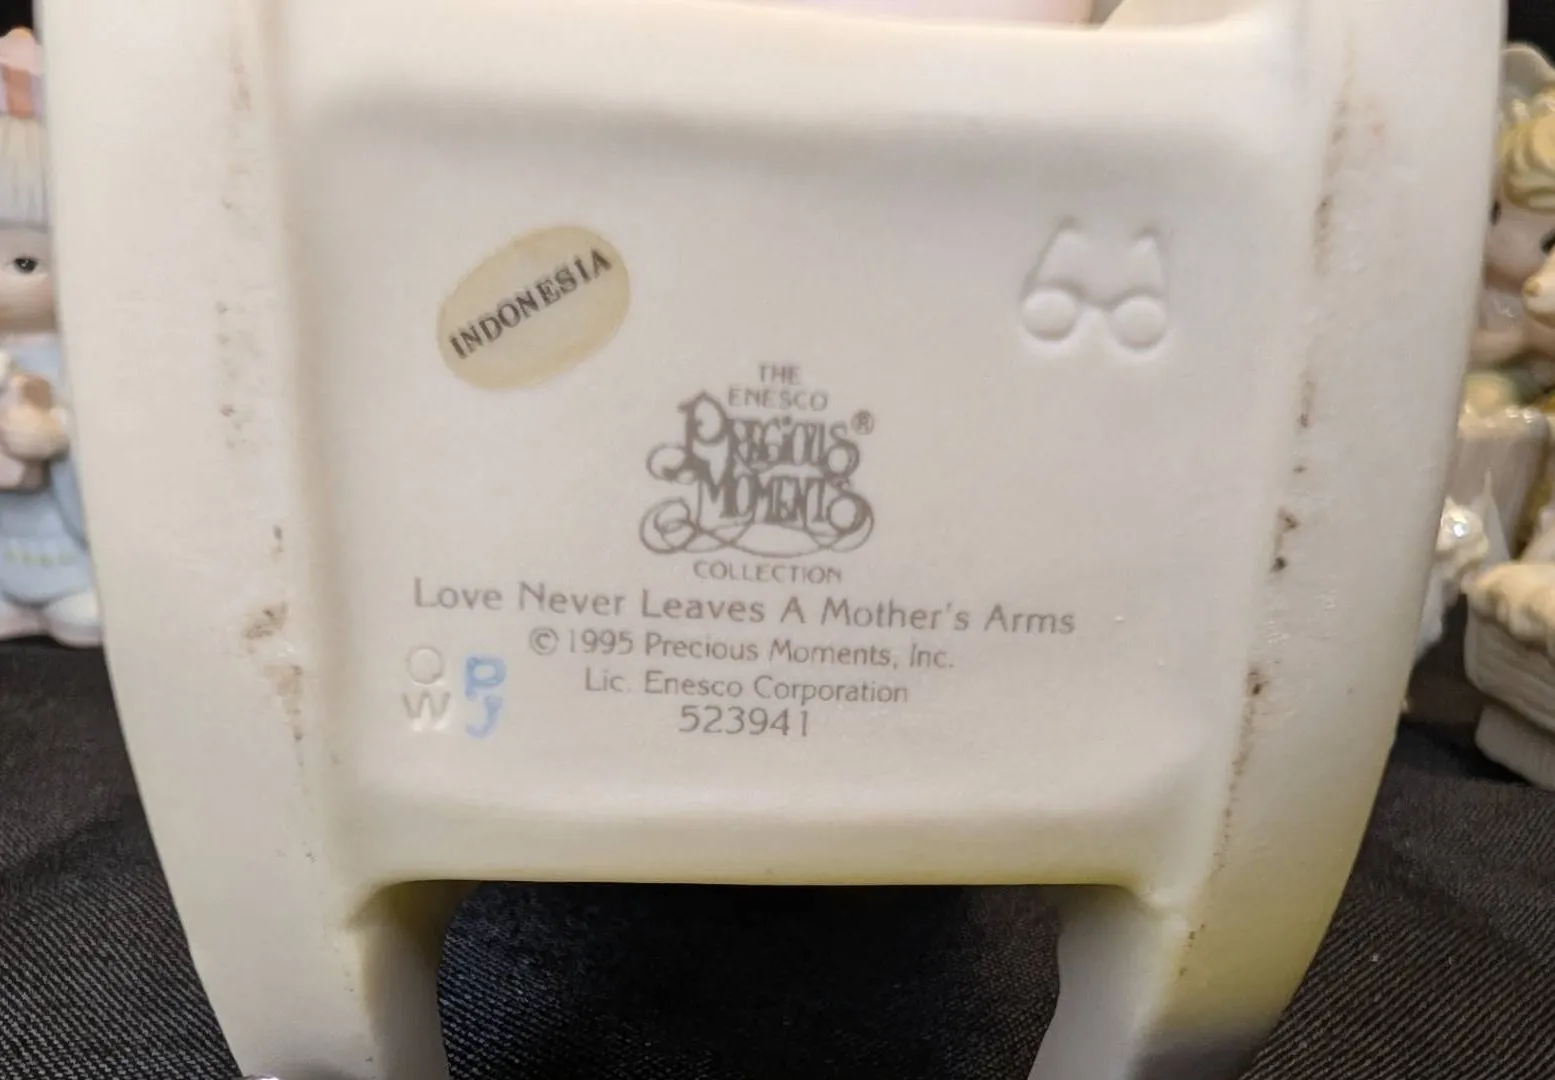 INDONESIA
THE
ENESCO
PRECIOUS®
MOMENTS
COLLECTION
Love Never Leaves A Mother's Arms
© 1995 Precious Moments, Inc.
Lic. Enesco Corporation
523941
O P
W J